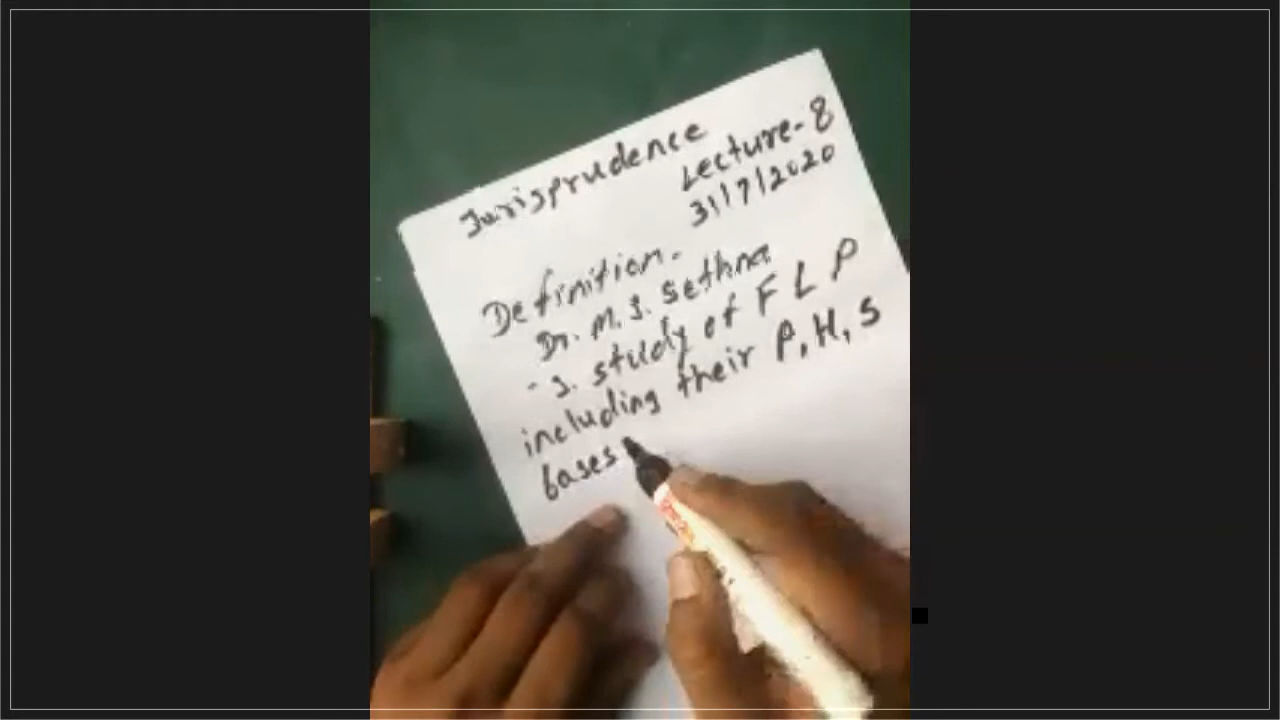 Jurisprudence
Lecture-8
31/7/2020
Definition-
Dr. M. J. Sethna
- J. study of F L P
including their P, H, S
bases